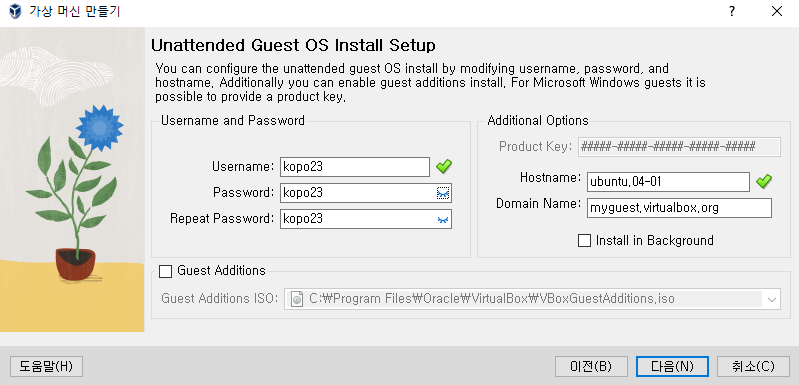 가상 머신 만들기
? ×
Unattended Guest OS Install Setup
You can configure the unattended guest OS install by modifying username, password, and
hostname. Additionally you can enable guest additions install. For Microsoft Windows guests it is
possible to provide a product key.
Username and Password
Username: kopo23
Password: kopo23
Repeat Password: kopo23
Additional Options
Product Key: #####-#####-#####-#####-#####
Hostname: ubuntu.04-01
Domain Name: myguest.virtualbox.org
Install in Background
Guest Additions
Guest Additions ISO: C:₩Program Files₩Oracle₩VirtualBox₩VBoxGuestAdditions.iso
도움말(H) 이전(B) 다음(N) 취소(C)